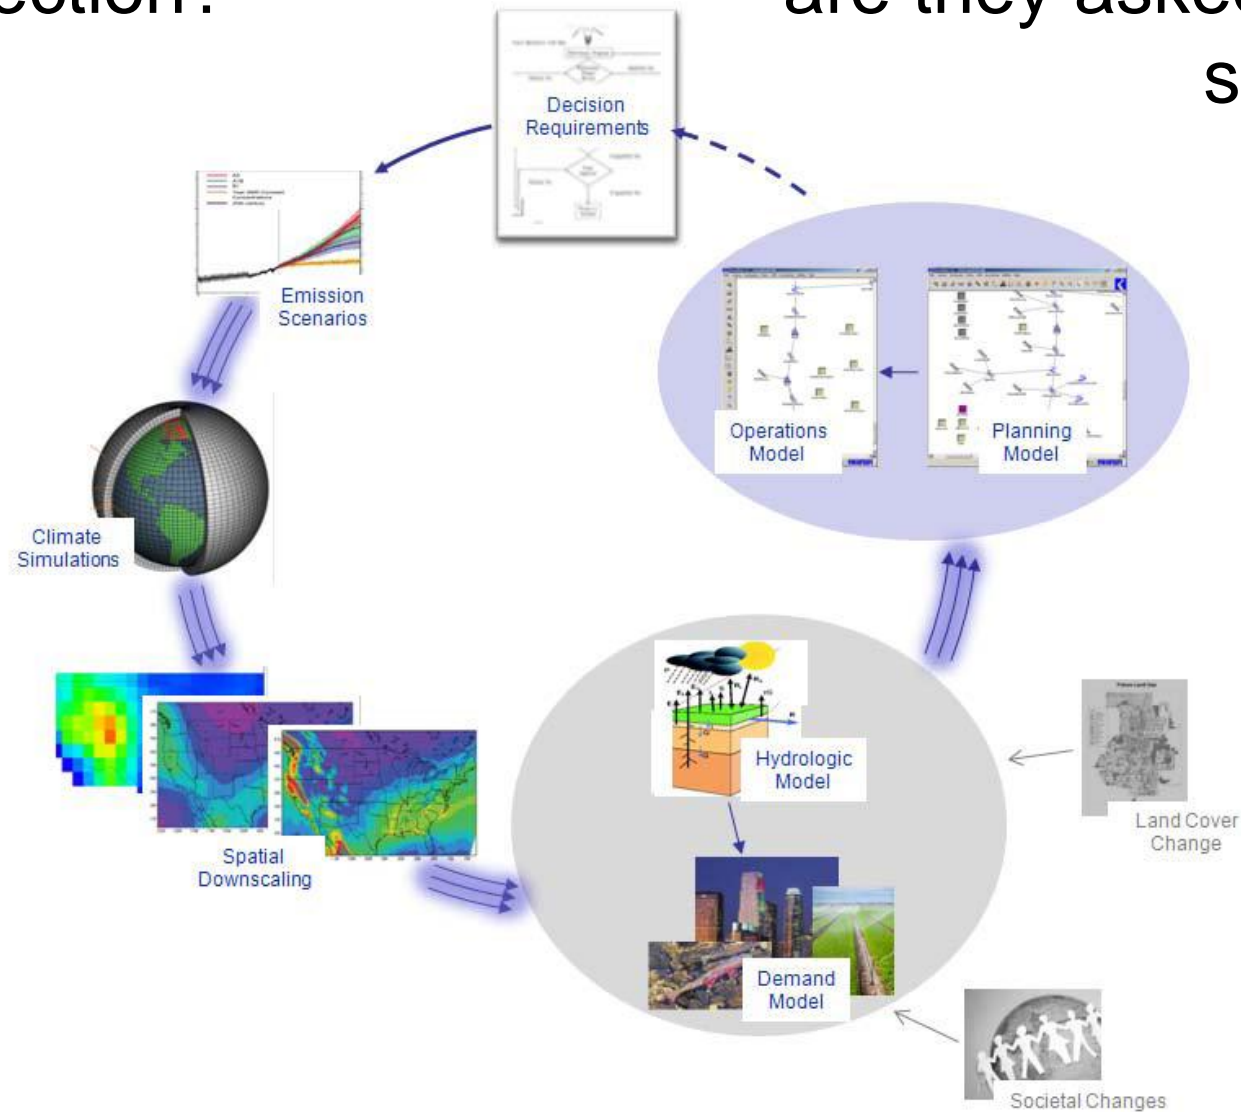 ection?
are they asked
s
Decision
Requirements
Emission
Scenarios
Operations
Model
Planning
Model
Climate
Simulations
Hydrologic
Model
Land Cover
Change
Spatial
Downscaling
Demand
Model
Societal Changes